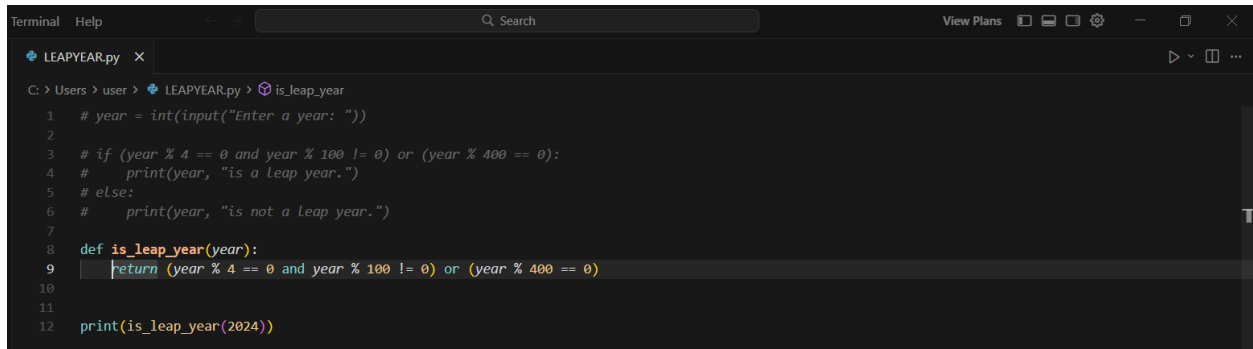 Terminal Help Search View Plans
LEAPYEAR.py
C: > Users > user > LEAPYEAR.py > is_leap_year
1 # year = int(input("Enter a year: "))
2
3 # if (year % 4 == 0 and year % 100 != 0) or (year % 400 == 0):
4 #     print(year, "is a leap year.")
5 # else:
6 #     print(year, "is not a leap year.")
7
8 def is_leap_year(year):
9     return (year % 4 == 0 and year % 100 != 0) or (year % 400 == 0)
10
11
12 print(is_leap_year(2024))